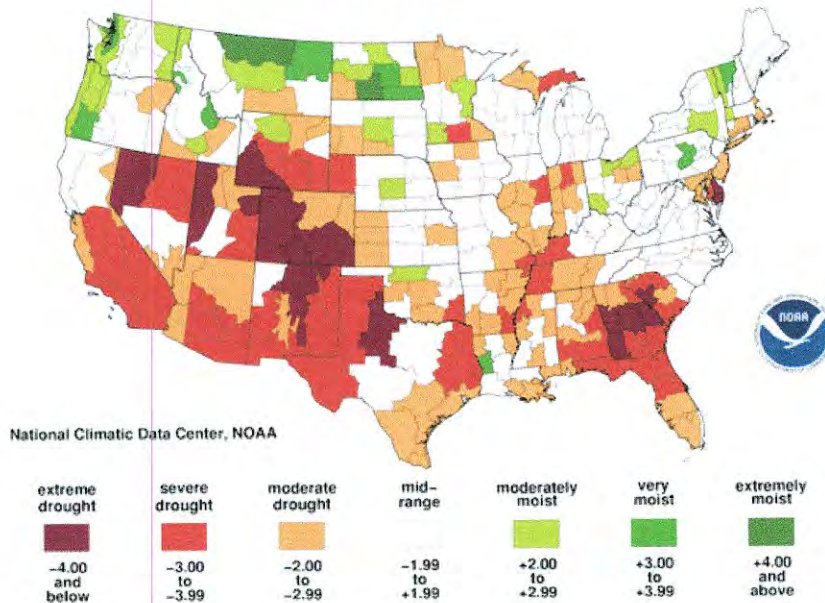 NOAA
National Climatic Data Center, NOAA
extreme drought
severe drought
moderate drought
mid-range
moderately moist
very moist
extremely moist
-4.00 and below
-3.00 to -3.99
-2.00 to -2.99
-1.99 to +1.99
+2.00 to +2.99
+3.00 to +3.99
+4.00 and above